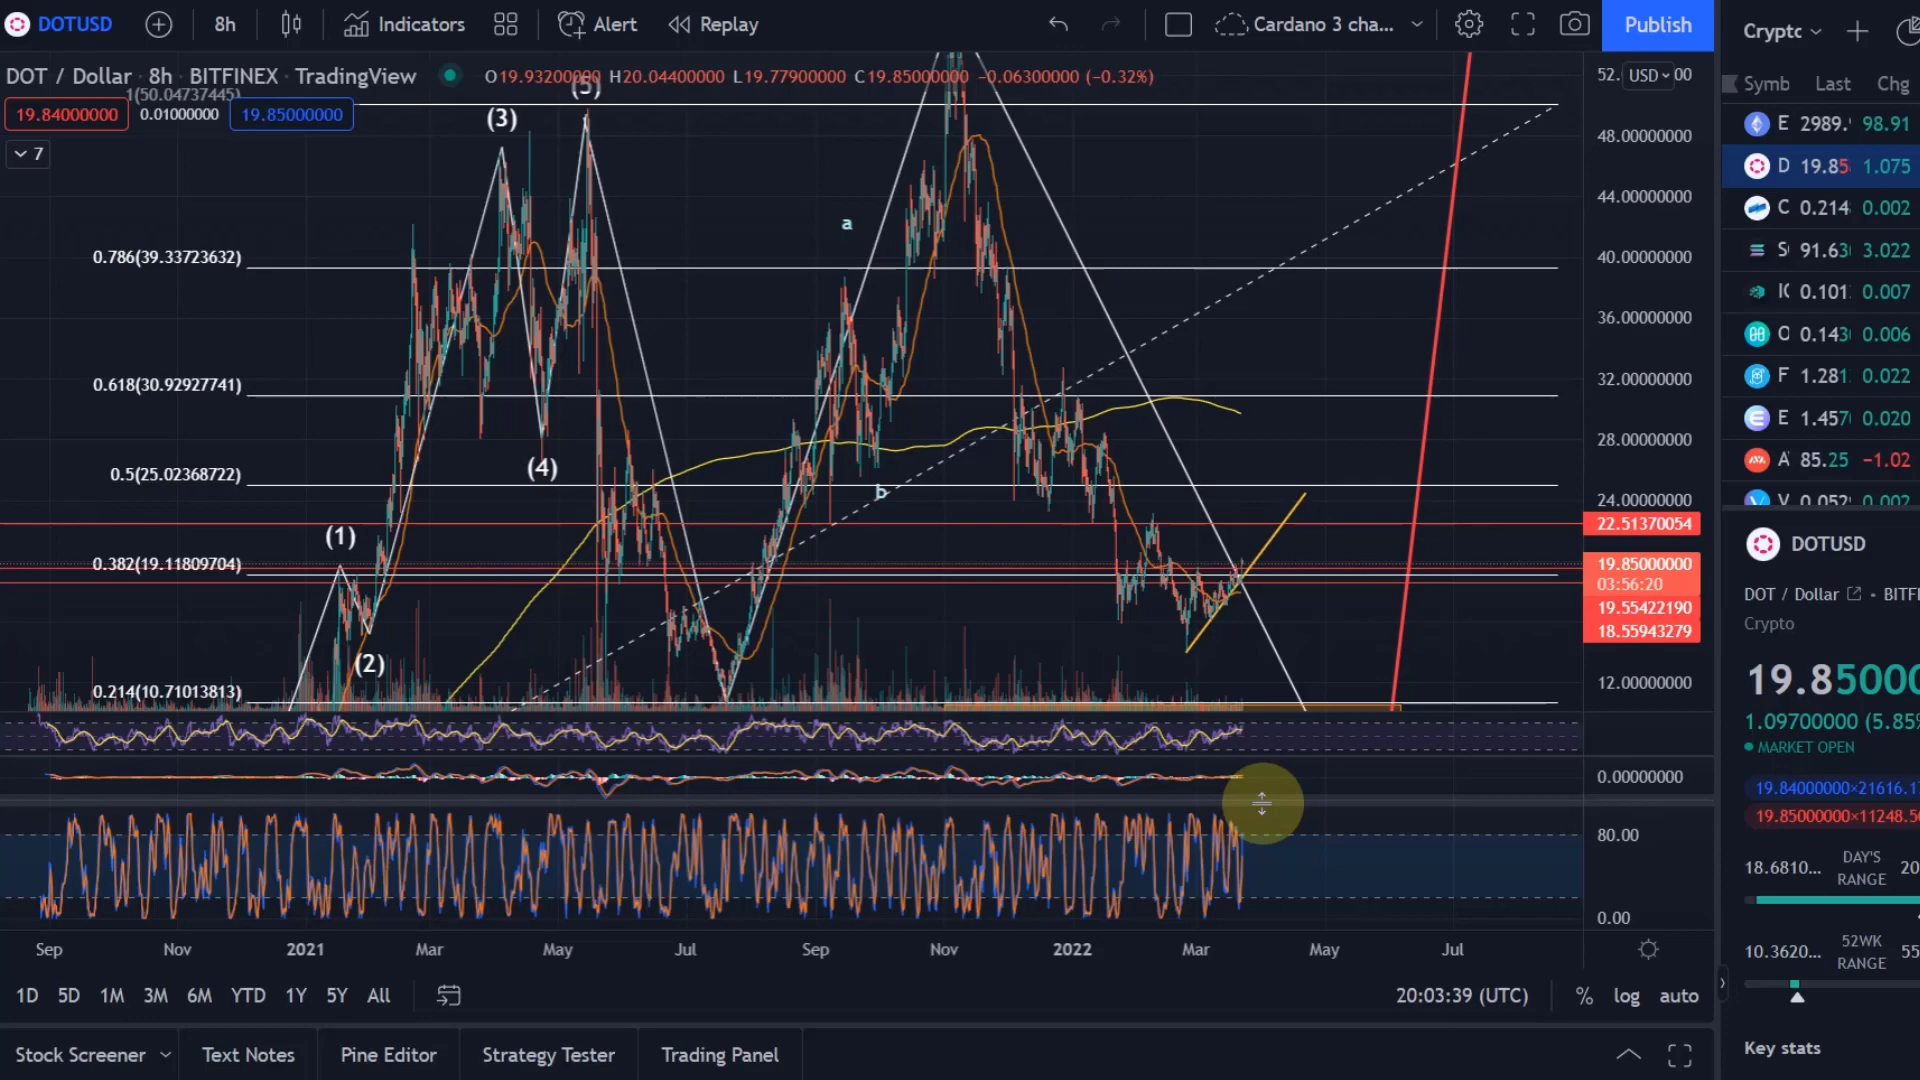 DOTUSD 8h Indicators Alert Replay Cardano 3 cha... Publish
DOT / Dollar · 8h · BITFINEX · TradingView O19.93200000 H20.04400000 L19.77900000 C19.85000000 −0.06300000 (−0.32%)
1(50.04737445)
19.84000000 0.01000000 19.85000000
7
(3)
(5)
a
0.786(39.33723632)
0.618(30.92927741)
(4)
0.5(25.02368722)
b
(1)
0.382(19.11809704)
(2)
0.214(10.71013813)
52. USD 00
48.00000000
44.00000000
40.00000000
36.00000000
32.00000000
28.00000000
24.00000000
22.51370054
19.85000000
03:56:20
19.55422190
18.55943279
12.00000000
0.00000000
80.00
0.00
Sep Nov 2021 Mar May Jul Sep Nov 2022 Mar May Jul
1D 5D 1M 3M 6M YTD 1Y 5Y All 20:03:39 (UTC) % log auto
Stock Screener Text Notes Pine Editor Strategy Tester Trading Panel
Crypto
Symb Last Chg
E 2989. 98.91
D 19.85 1.075
C 0.214 0.002
S 91.63 3.022
IC 0.101 0.007
O 0.143 0.006
F 1.281 0.022
E 1.457 0.020
A 85.25 −1.02
V 0.052 0.002
DOTUSD
DOT / Dollar • BITFI
Crypto
19.85000
1.09700000 (5.85%
MARKET OPEN
19.84000000×21616.1
19.85000000×11248.5
18.6810... DAY'S RANGE 20
10.3620... 52WK RANGE 55
Key stats